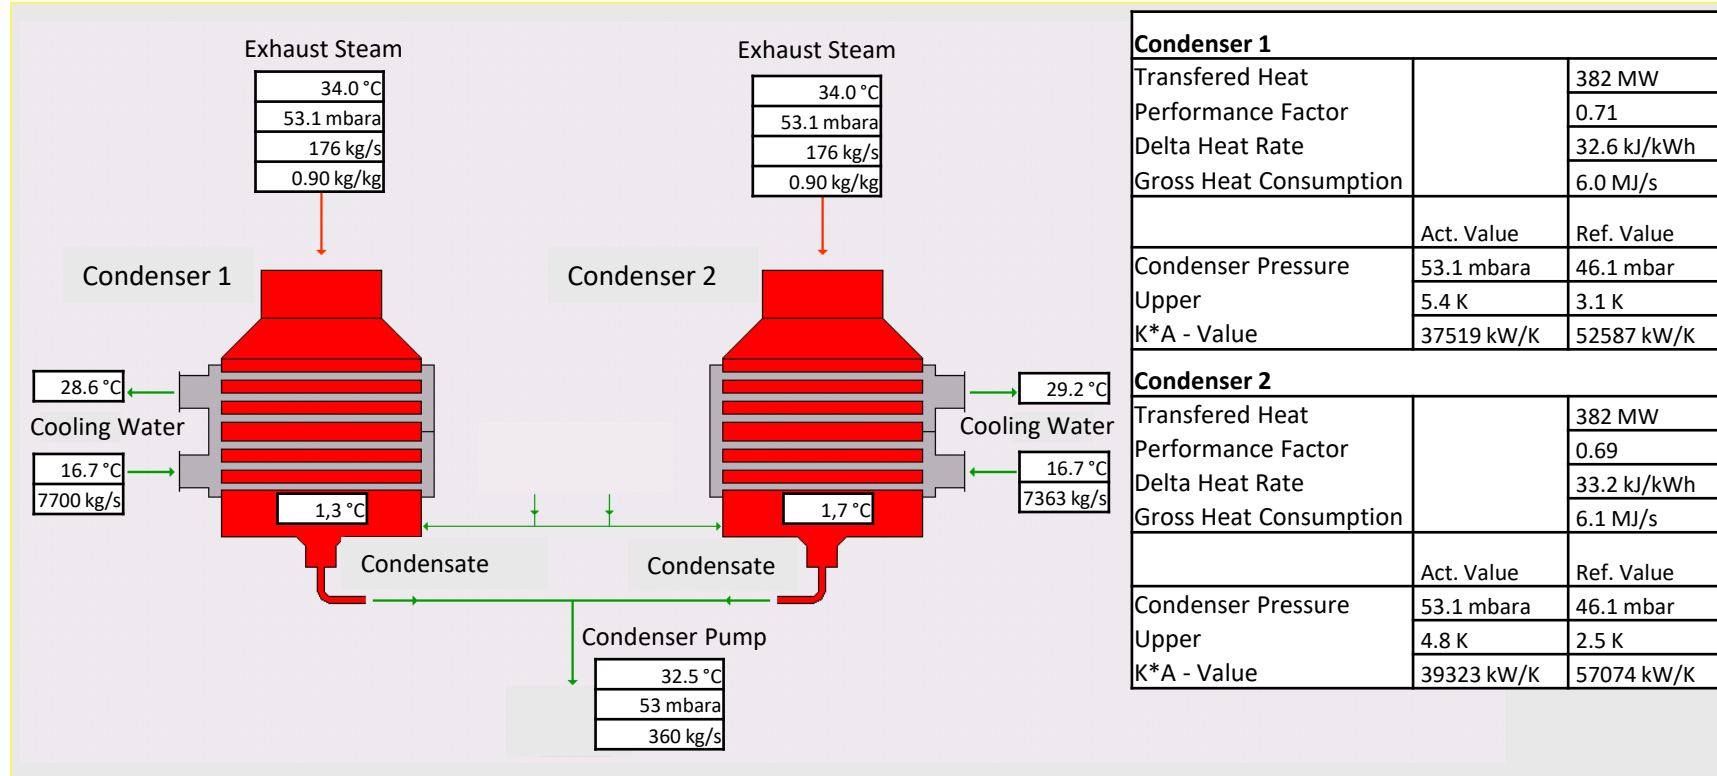 Exhaust Steam
34.0 °C
53.1 mbara
176 kg/s
0.90 kg/kg
Exhaust Steam
34.0 °C
53.1 mbara
176 kg/s
0.90 kg/kg
Condenser 1
Condenser 2
28.6 °C
Cooling Water
16.7 °C
7700 kg/s
29.2 °C
Cooling Water
16.7 °C
7363 kg/s
1,3 °C
1,7 °C
Condensate
Condensate
Condenser Pump
32.5 °C
53 mbara
360 kg/s
Condenser 1
Transfered Heat 382 MW
Performance Factor 0.71
Delta Heat Rate 32.6 kJ/kWh
Gross Heat Consumption 6.0 MJ/s
Act. Value Ref. Value
Condenser Pressure 53.1 mbara 46.1 mbar
Upper 5.4 K 3.1 K
K*A - Value 37519 kW/K 52587 kW/K
Condenser 2
Transfered Heat 382 MW
Performance Factor 0.69
Delta Heat Rate 33.2 kJ/kWh
Gross Heat Consumption 6.1 MJ/s
Act. Value Ref. Value
Condenser Pressure 53.1 mbara 46.1 mbar
Upper 4.8 K 2.5 K
K*A - Value 39323 kW/K 57074 kW/K